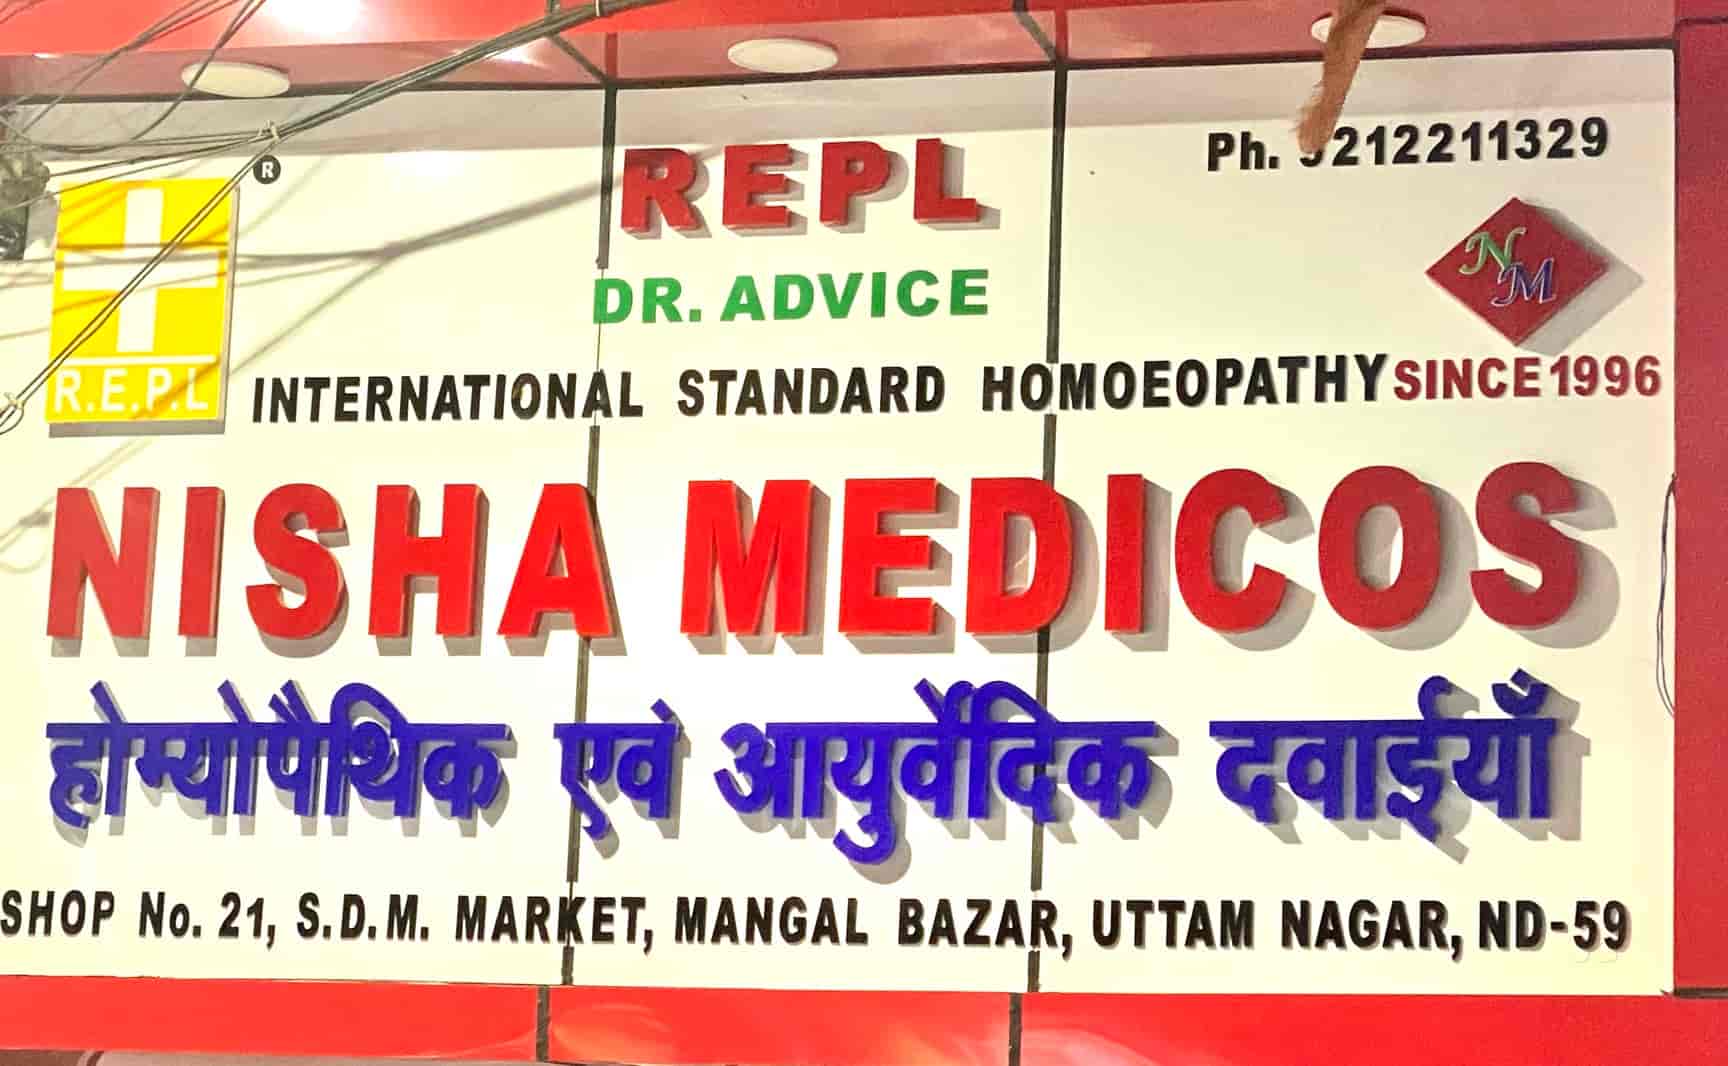 Ph. 9212211329
®
REPL
DR. ADVICE
NM
R.E.P.L
INTERNATIONAL STANDARD HOMOEOPATHY SINCE 1996
NISHA MEDICOS
होम्योपैथिक एवं आयुर्वेदिक दवाईयाँ
SHOP No. 21, S.D.M. MARKET, MANGAL BAZAR, UTTAM NAGAR, ND-59